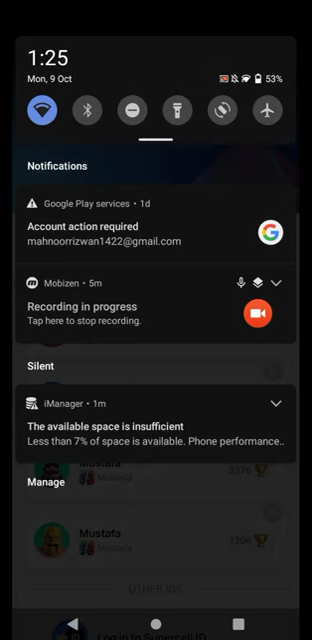 1:25
Mon, 9 Oct
53%
Notifications
Google Play services • 1d
Account action required
mahnoorrizwan1422@gmail.com
Mobizen • 5m
Recording in progress
Tap here to stop recording.
Silent
iManager • 1m
The available space is insufficient
Less than 7% of space is available. Phone performance..
Mustafa
Mustafa
2376
Manage
Mustafa
Mustafa
OTHER IDS
Log in to Supercell ID